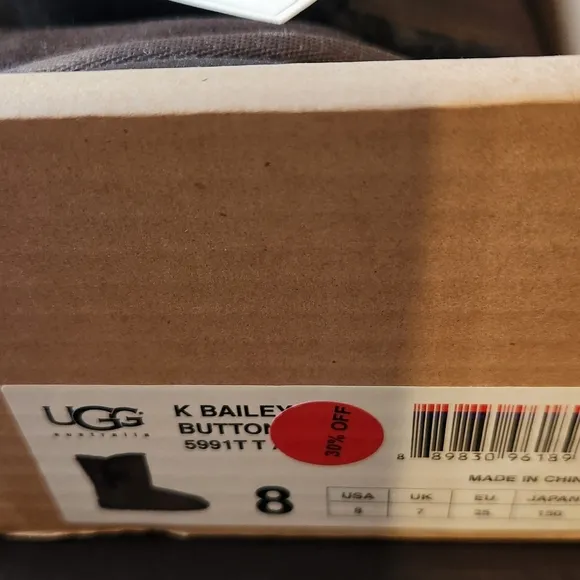 UGG
australia
K BAILEY
BUTTON
5991T T
30% OFF
8 89830 96189
MADE IN CHIN
8
USA UK EU JAPAN
8 7 25 150